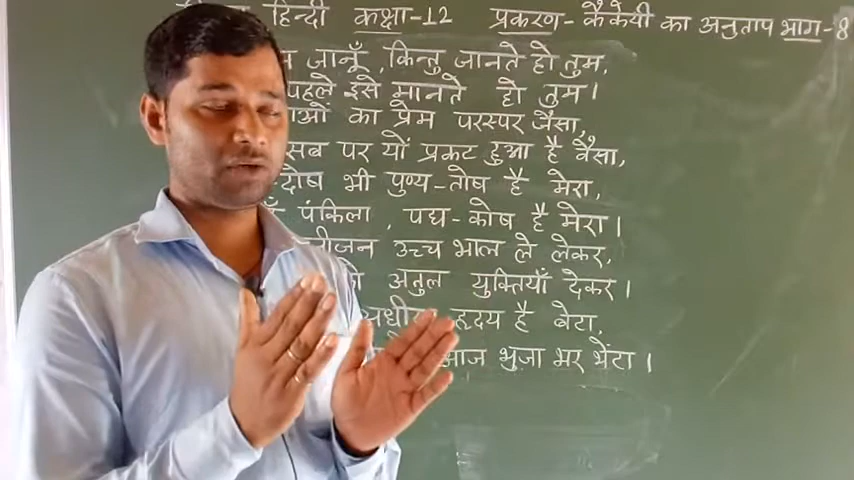 हिन्दी कक्षा-12 प्रकरण- कैकेयी का अनुताप भाग-8
जानूँ, किन्तु जानते हो तुम,
पहले इसे मानते हो तुम।
का प्रेम परस्पर जैसा,
सब पर यों प्रकट हुआ है वैसा,
दोष भी पुण्य-तोष है मेरा,
पंकिला, पद्य-कोष है मेरा।
उच्च भाल ले लेकर,
अतुल युक्तियाँ देकर।
हृदय है बेटा,
आज भुजा भर भेंटा।